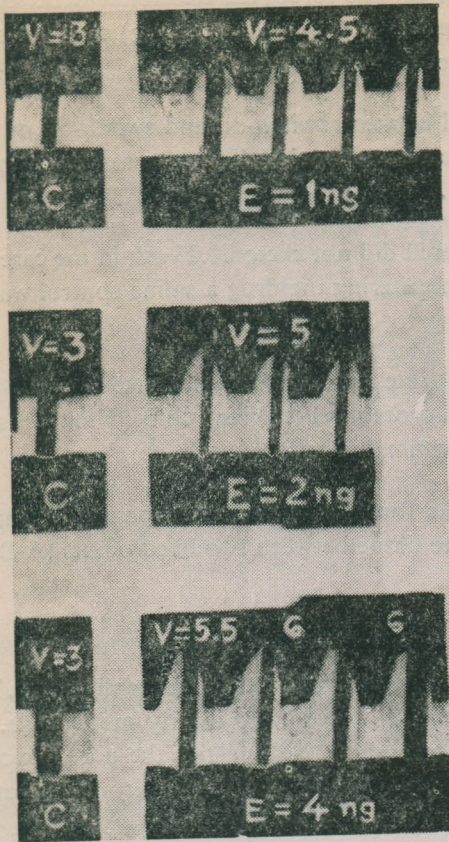 V=3 V=4.5
C E=1ng
V=3 V=5
C E=2ng
V=3 V=5.5 6 6
C E=4ng